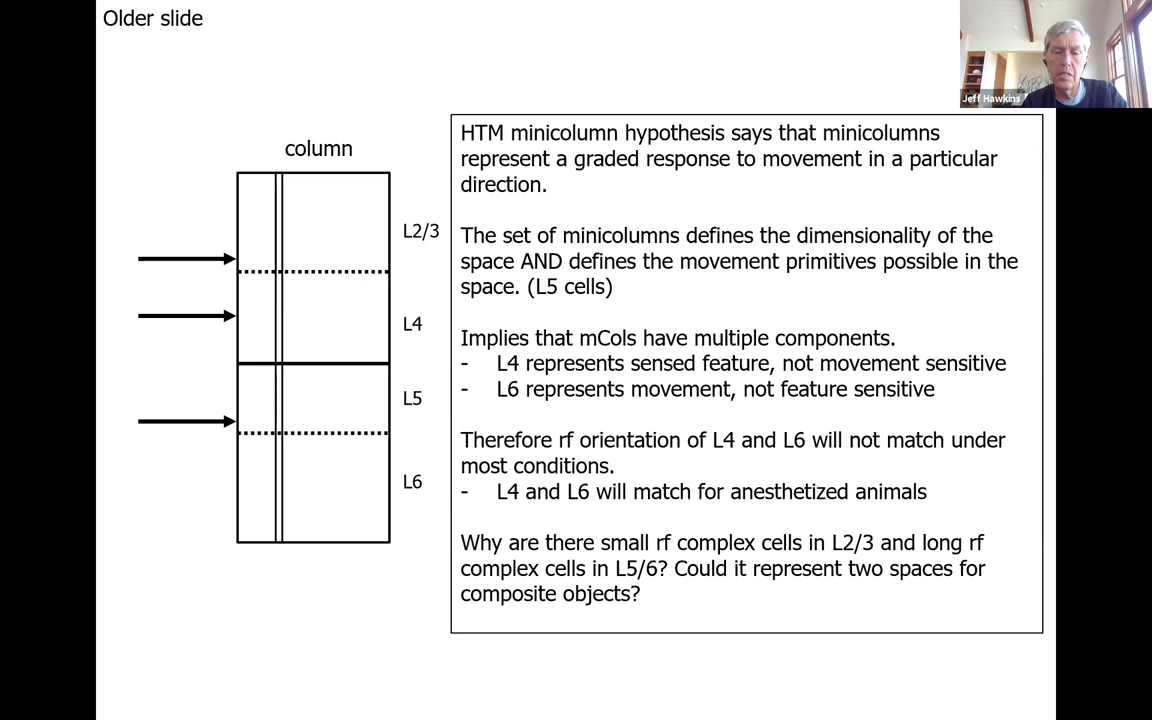 Older slide
Jeff Hawkins
column
L2/3
L4
L5
L6
HTM minicolumn hypothesis says that minicolumns
represent a graded response to movement in a particular
direction.
The set of minicolumns defines the dimensionality of the
space AND defines the movement primitives possible in the
space. (L5 cells)
Implies that mCols have multiple components.
- L4 represents sensed feature, not movement sensitive
- L6 represents movement, not feature sensitive
Therefore rf orientation of L4 and L6 will not match under
most conditions.
- L4 and L6 will match for anesthetized animals
Why are there small rf complex cells in L2/3 and long rf
complex cells in L5/6? Could it represent two spaces for
composite objects?